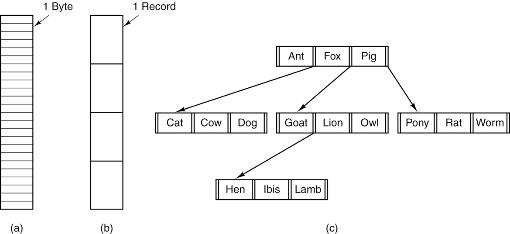 1 Byte
1 Record
Ant Fox Pig
Cat Cow Dog
Goat Lion Owl
Pony Rat Worm
Hen Ibis Lamb
(a)
(b)
(c)